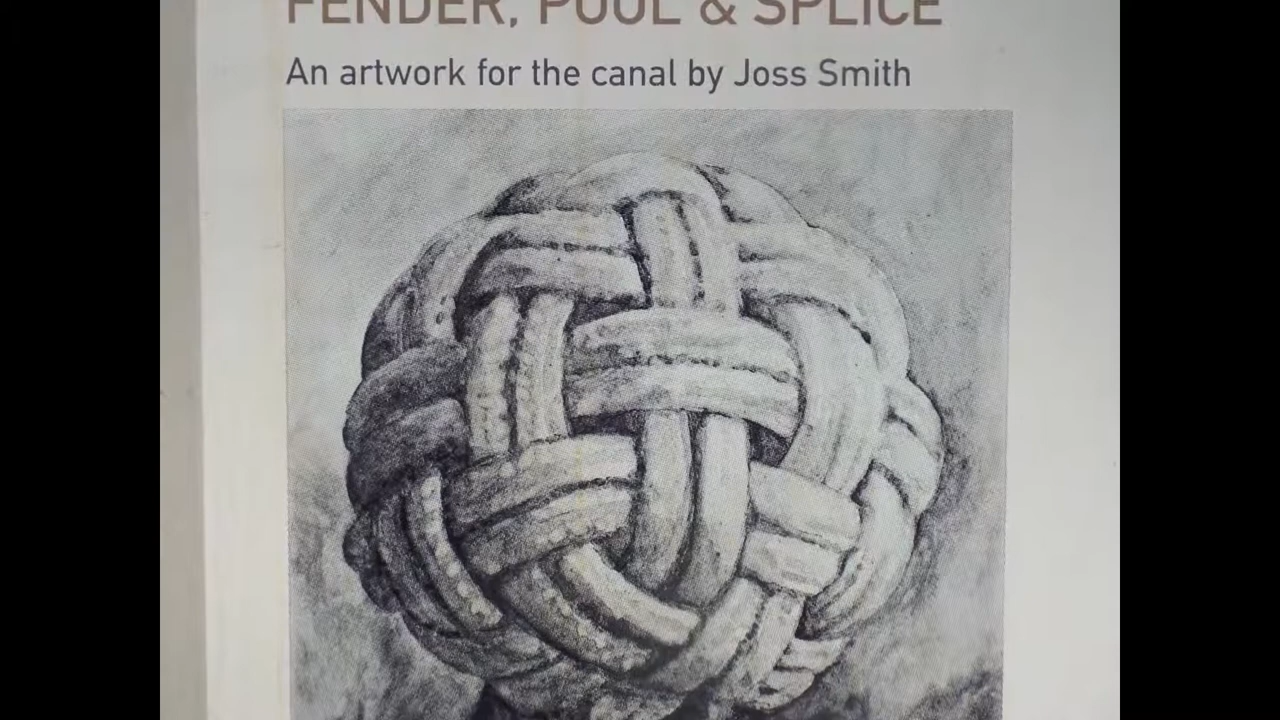 FENDER, POOL & SPLICE
An artwork for the canal by Joss Smith